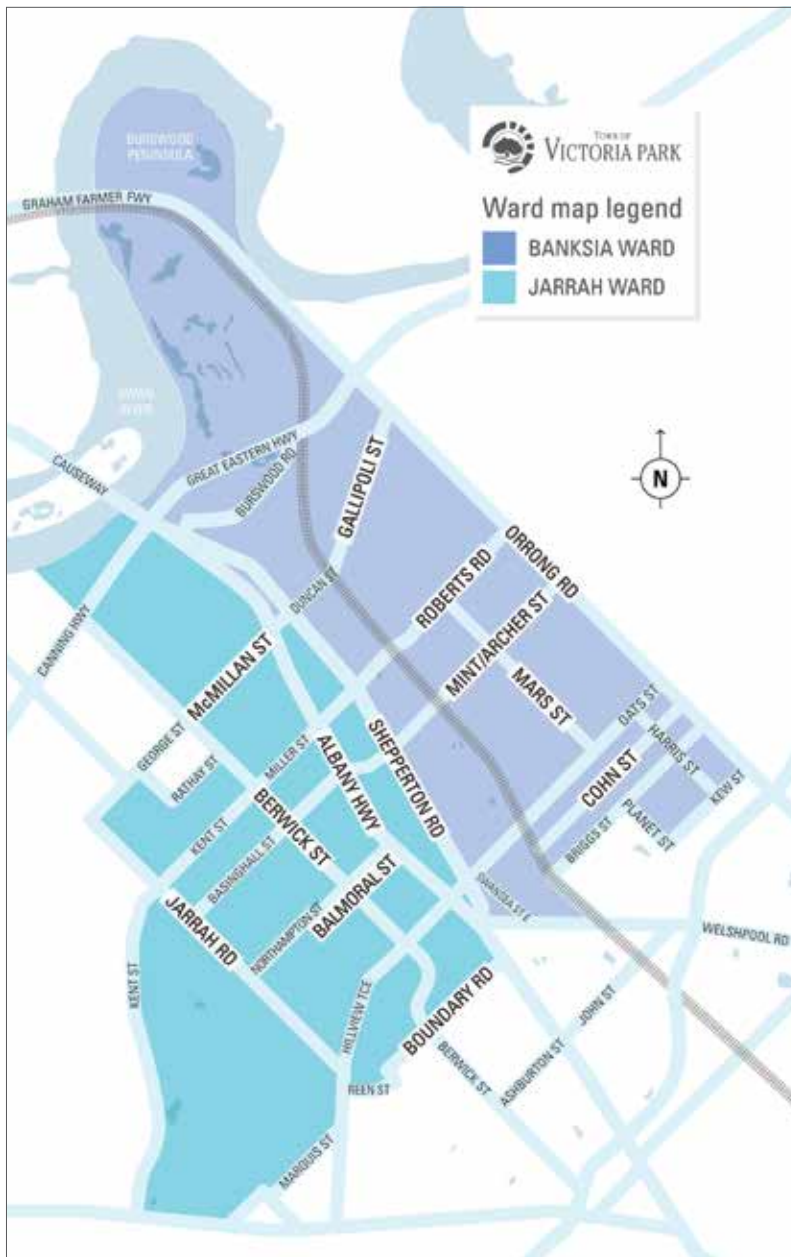 BURSWOOD
PENINSULA
GRAHAM FARMER FWY
TOWN OF
VICTORIA PARK
Ward map legend
BANKSIA WARD
JARRAH WARD
SWAN
RIVER
CAUSEWAY
GREAT EASTERN HWY
BURSWOOD RD
GALLIPOLI ST
N
ORRONG RD
ROBERTS RD
DUNCAN ST
CANNING HWY
McMILLAN ST
MINT/ARCHER ST
MARS ST
GEORGE ST
RATHAY ST
MILLER ST
ALBANY HWY
SHEPPERTON RD
OATS ST
HARRIS ST
KEW ST
COHN ST
PLANET ST
BRIGGS ST
KENT ST
BERWICK ST
BASINGHALL ST
BALMORAL ST
NORTHAMPTON ST
JARRAH RD
SWANSEA ST E
WELSHPOOL RD
KENT ST
HILLVIEW TCE
BOUNDARY RD
JOHN ST
BERWICK ST
ASHBURTON ST
REEN ST
MARQUIS ST